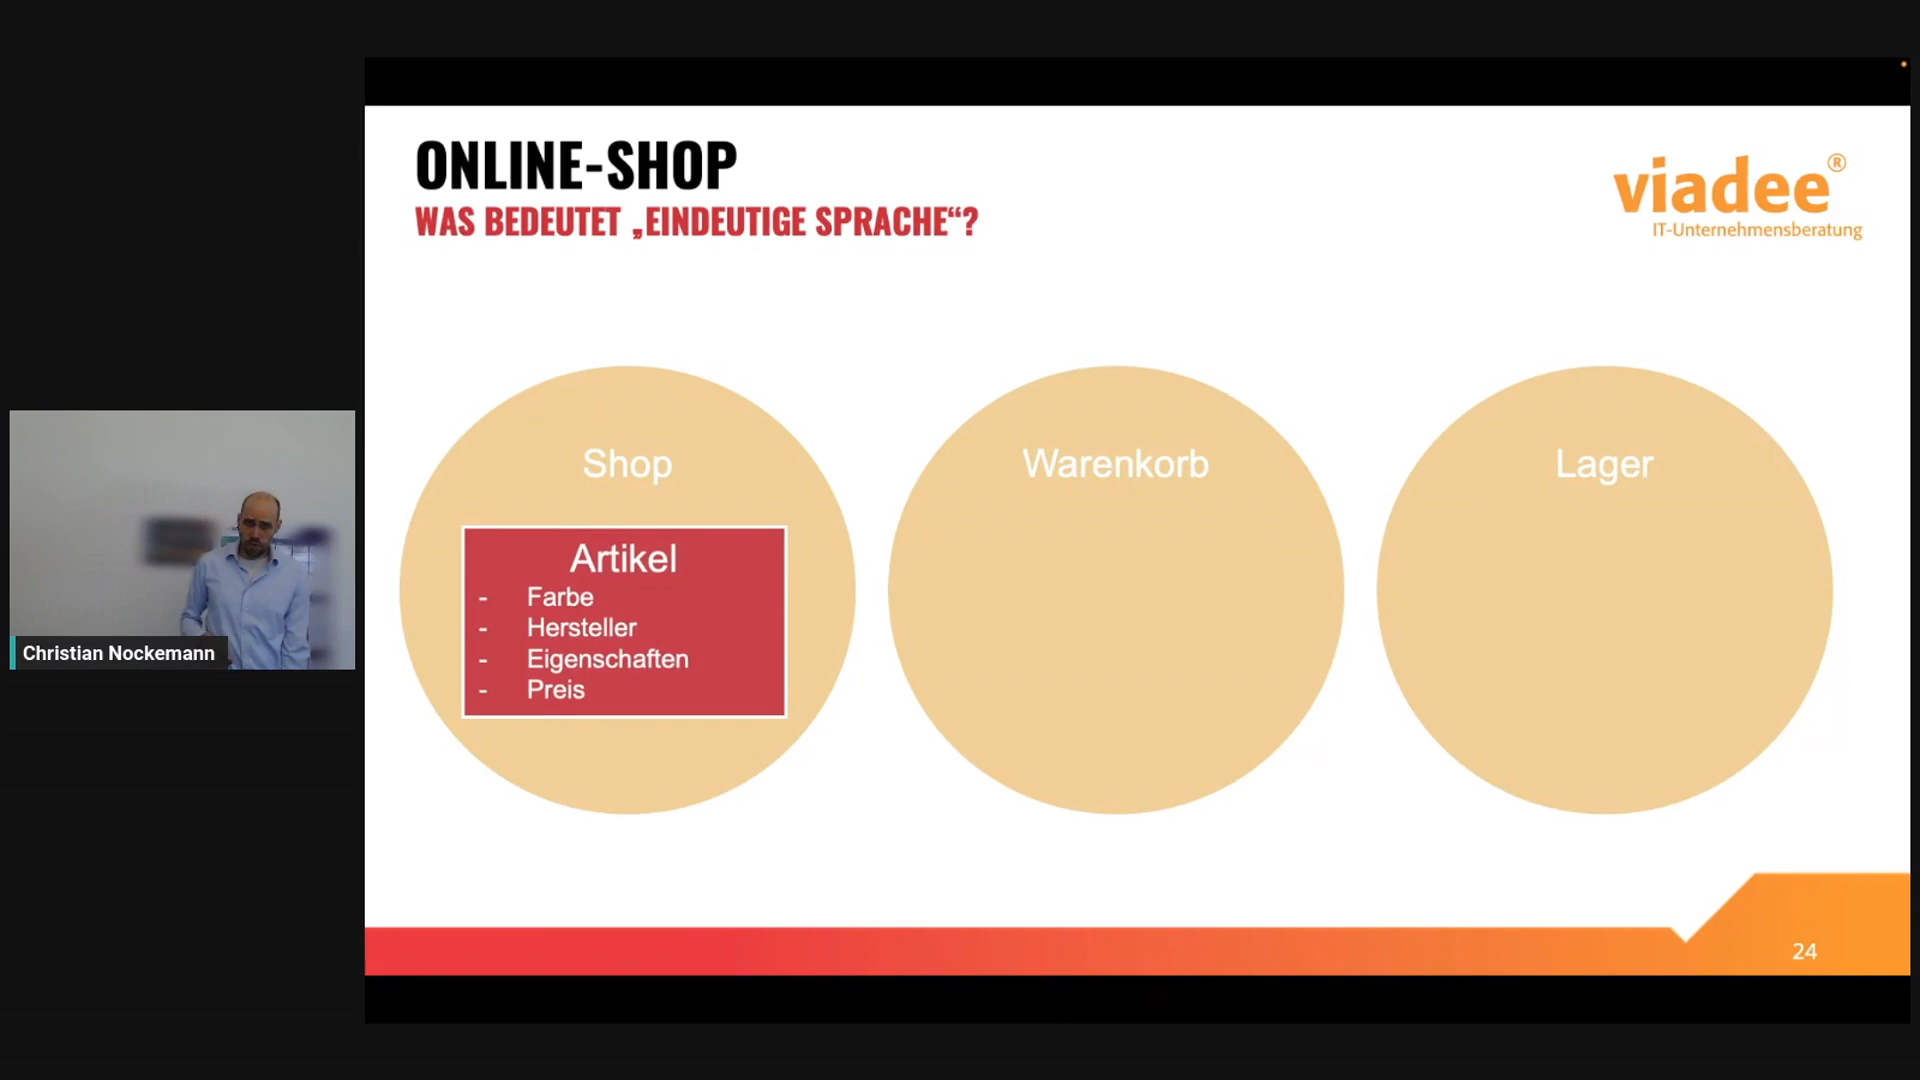 ONLINE-SHOP
WAS BEDEUTET „EINDEUTIGE SPRACHE“?
viadee®
IT-Unternehmensberatung
Shop
Artikel
- Farbe
- Hersteller
- Eigenschaften
- Preis
Warenkorb
Lager
Christian Nockemann
24